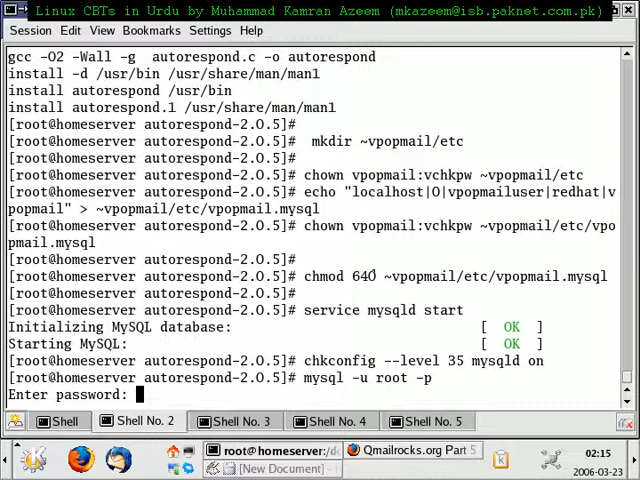 Linux CBTs in Urdu by Muhammad Kamran Azeem (mkazeem@isb.paknet.com.pk)
Session Edit View Bookmarks Settings Help
gcc -O2 -Wall -g  autorespond.c -o autorespond
install -d /usr/bin /usr/share/man/man1
install autorespond /usr/bin
install autorespond.1 /usr/share/man/man1
[root@homeserver autorespond-2.0.5]#
[root@homeserver autorespond-2.0.5]#  mkdir ~vpopmail/etc
[root@homeserver autorespond-2.0.5]#
[root@homeserver autorespond-2.0.5]# chown vpopmail:vchkpw ~vpopmail/etc
[root@homeserver autorespond-2.0.5]# echo "localhost|0|vpopmailuser|redhat|v
popmail" > ~vpopmail/etc/vpopmail.mysql
[root@homeserver autorespond-2.0.5]# chown vpopmail:vchkpw ~vpopmail/etc/vpo
pmail.mysql
[root@homeserver autorespond-2.0.5]#
[root@homeserver autorespond-2.0.5]# chmod 640 ~vpopmail/etc/vpopmail.mysql
[root@homeserver autorespond-2.0.5]#
[root@homeserver autorespond-2.0.5]# service mysqld start
Initializing MySQL database: [ OK ]
Starting MySQL: [ OK ]
[root@homeserver autorespond-2.0.5]# chkconfig --level 35 mysqld on
[root@homeserver autorespond-2.0.5]# mysql -u root -p
Enter password:
Shell Shell No. 2 Shell No. 3 Shell No. 4 Shell No. 5
root@homeserver:/d Qmailrocks.org Part 5 02:15
[New Document] 2006-03-23